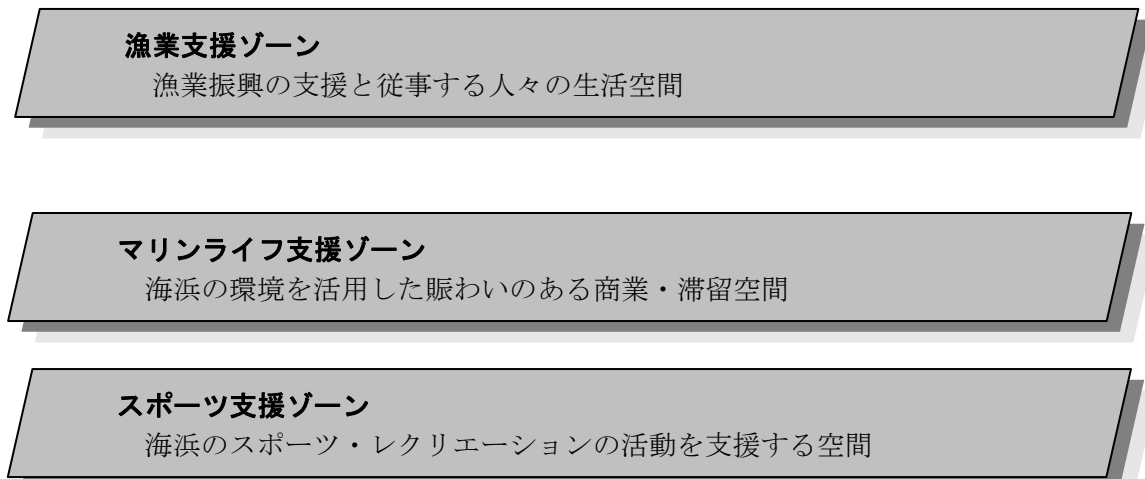 漁業支援ゾーン
漁業振興の支援と従事する人々の生活空間
マリンライフ支援ゾーン
海浜の環境を活用した賑わいのある商業・滞留空間
スポーツ支援ゾーン
海浜のスポーツ・レクリエーションの活動を支援する空間